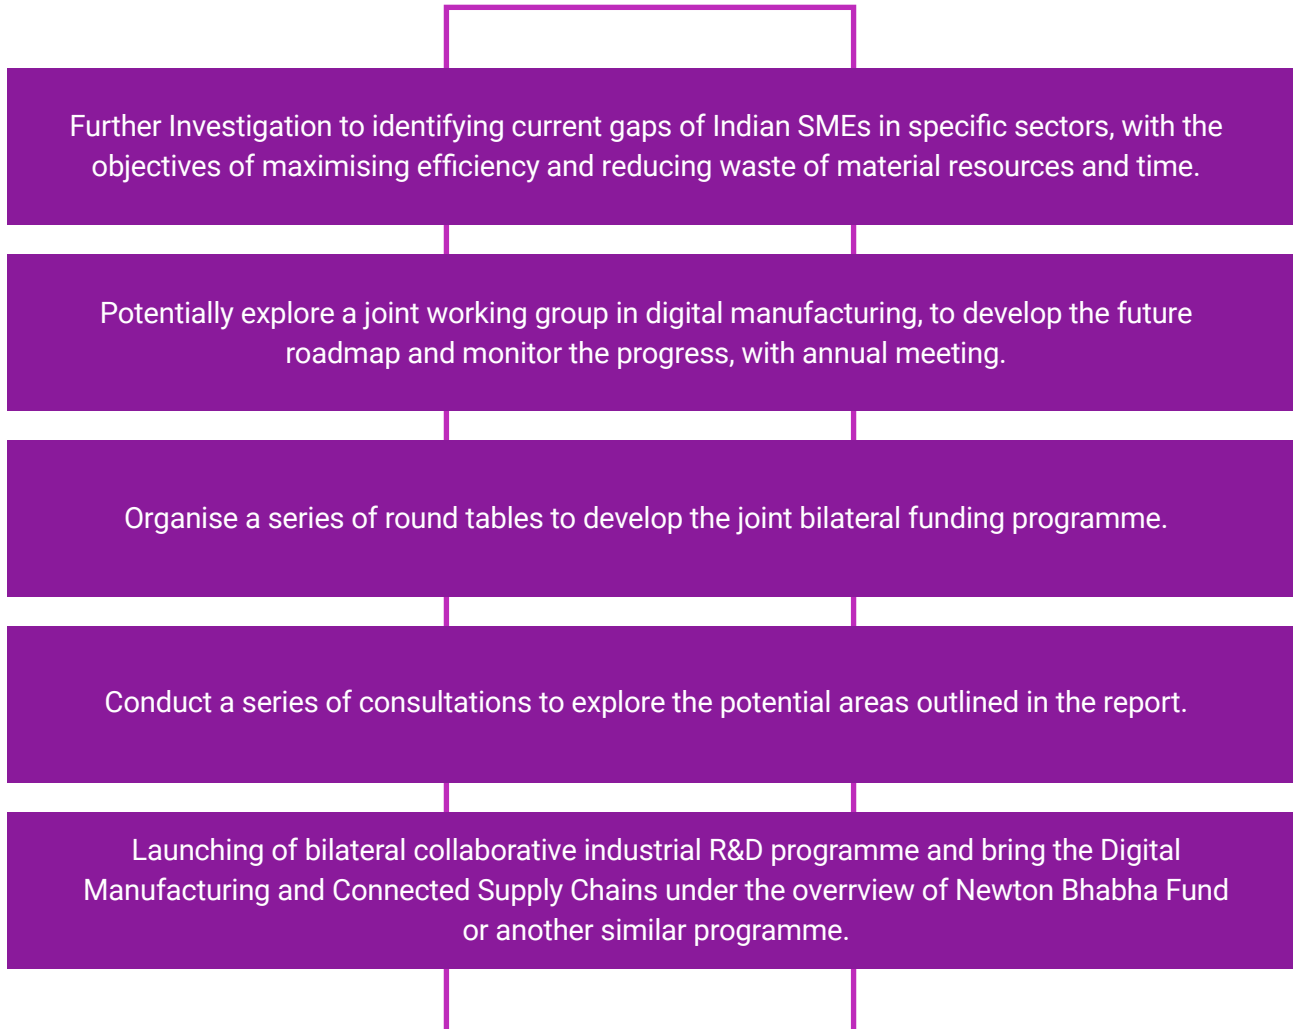 Further Investigation to identifying current gaps of Indian SMEs in specific sectors, with the
objectives of maximising efficiency and reducing waste of material resources and time.
Potentially explore a joint working group in digital manufacturing, to develop the future
roadmap and monitor the progress, with annual meeting.
Organise a series of round tables to develop the joint bilateral funding programme.
Conduct a series of consultations to explore the potential areas outlined in the report.
Launching of bilateral collaborative industrial R&D programme and bring the Digital
Manufacturing and Connected Supply Chains under the overrview of Newton Bhabha Fund
or another similar programme.